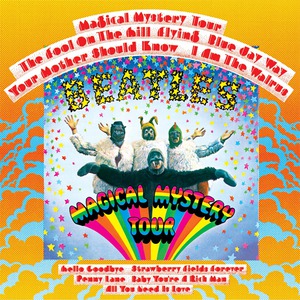 Magical Mystery Tour
The Fool On The Hill Flying Blue Jay Way
Your Mother Should Know I Am The Walrus
BEATLES
MAGICAL MYSTERY
TOUR
Hello Goodbye Strawberry Fields Forever
Penny Lane Baby You're A Rich Man
All You Need Is Love